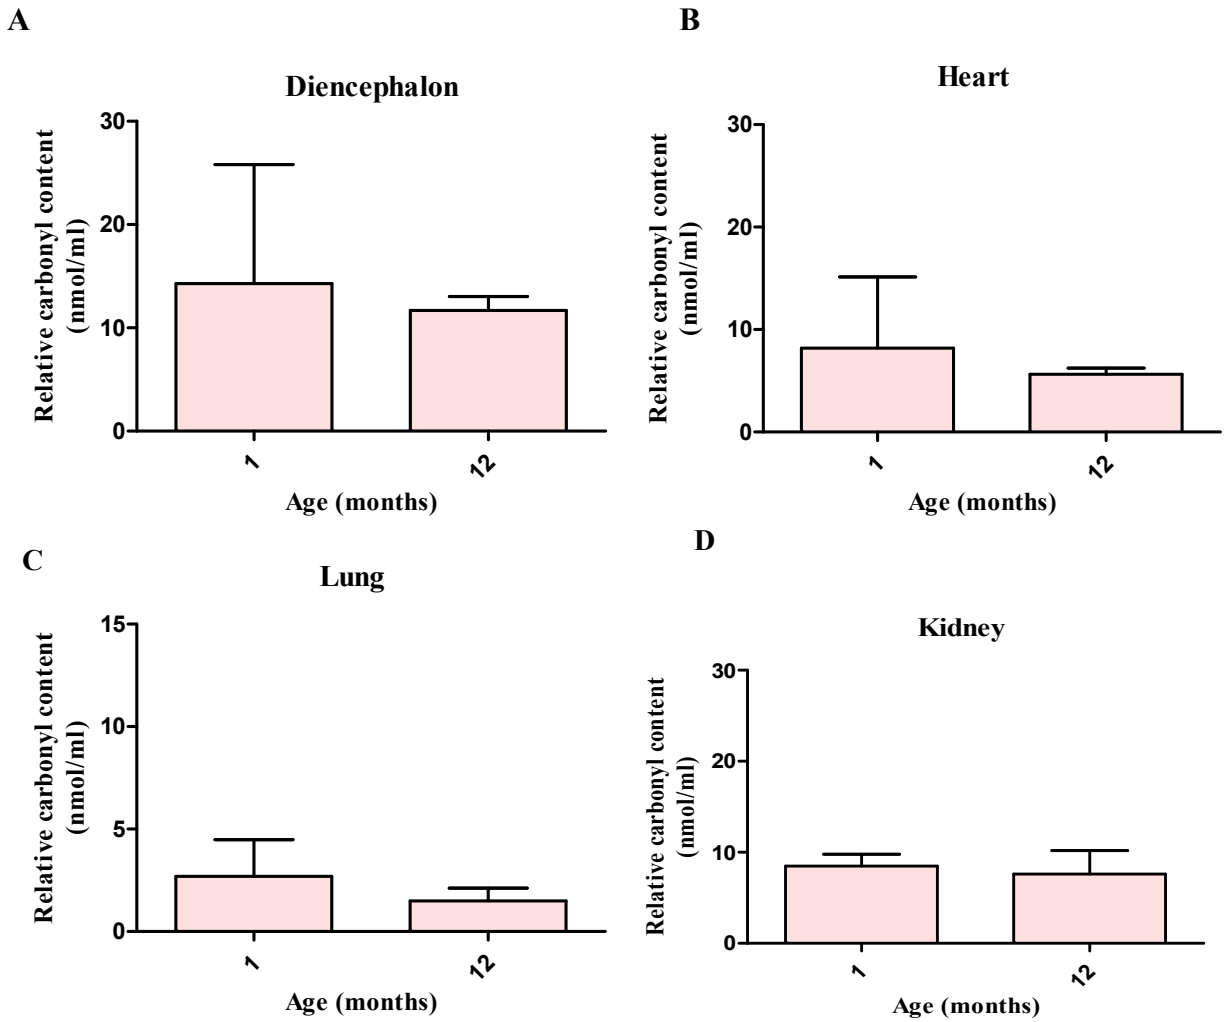 A
Diencephalon
Relative carbonyl content
(nmol/ml)
30
20
10
0
1
12
Age (months)
B
Heart
Relative carbonyl content
(nmol/ml)
30
20
10
0
1
12
Age (months)
C
Lung
Relative carbonyl content
(nmol/ml)
15
10
5
0
1
12
Age (months)
D
Kidney
Relative carbonyl content
(nmol/ml)
30
20
10
0
1
12
Age (months)